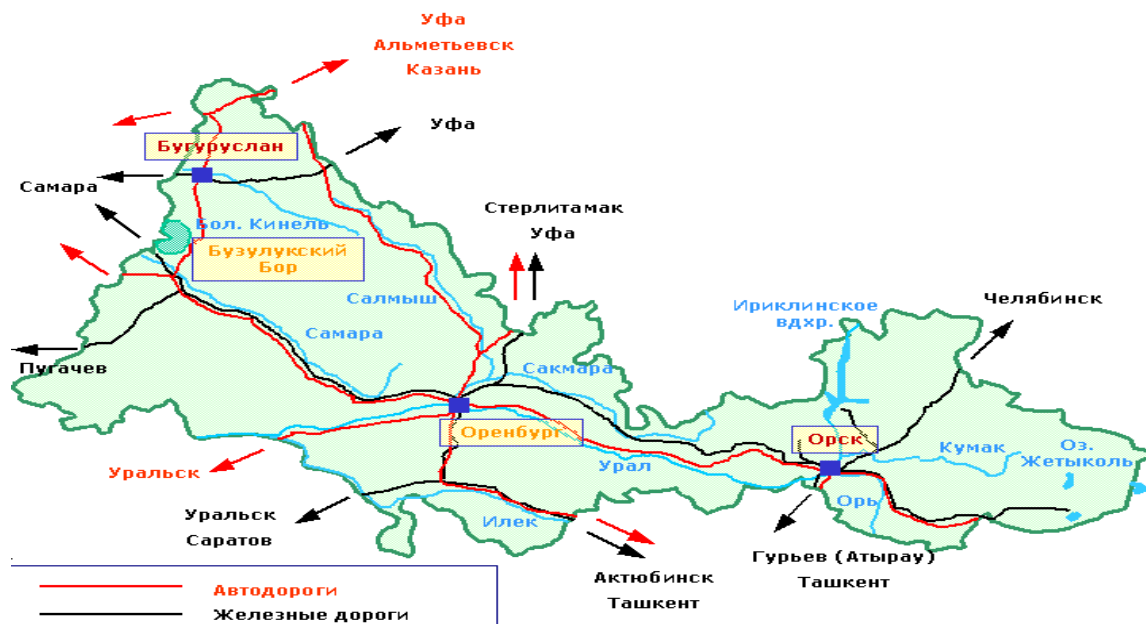 Уфа
Альметьевск
Казань
Уфа
Бугуруслан
Самара
Стерлитамак
Уфа
Бол. Кинель
Бузулукский
Бор
Салмыш
Ириклинское
вдхр.
Челябинск
Самара
Пугачев
Сакмара
Оренбург
Орск
Кумак
Оз.
Жетыколь
Уральск
Урал
Орь
Уральск
Саратов
Илек
Гурьев (Атырау)
Ташкент
Актюбинск
Ташкент
Автодороги
Железные дороги